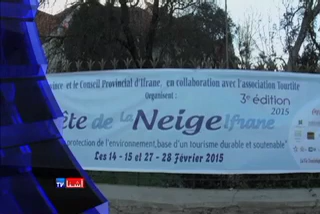 et le Conseil Provincial d'Ifrane, en collaboration avec l'association Tourtite
Organisent :
3e édition
2015
ête de La Neige Ifrane
protection de l'environnement, base d'un tourisme durable et soutenable"
Les 14 - 15 et 27 - 28 Février 2015
TV